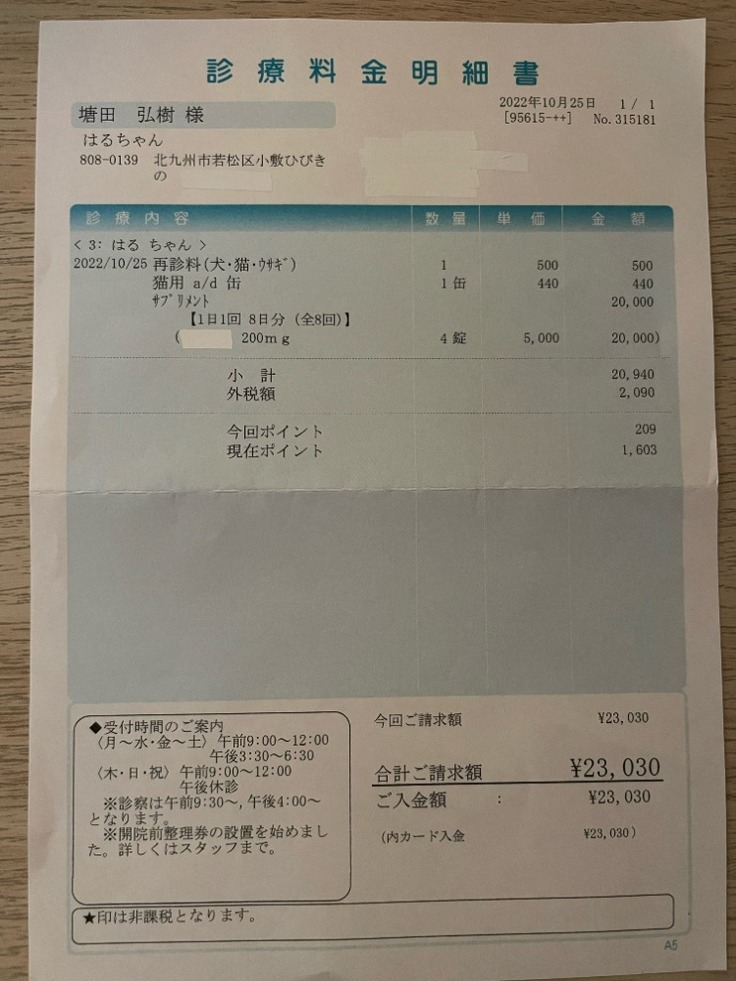 診療料金明細書
塘田 弘樹 様
2022年10月25日 1 / 1
[95615-++] No.315181
はるちゃん
808-0139 北九州市若松区小敷ひびき
の
診療内容 数量 単価 金額
< 3: はる ちゃん >
2022/10/25 再診料(犬・猫・ｳｻｷﾞ) 1 500 500
猫用 a/d 缶 1 缶 440 440
ｻﾌﾟﾘﾒﾝﾄ 20,000
【1日1回 8日分 (全8回)】
( 200ｍｇ 4 錠 5,000 20,000)
小 計 20,940
外税額 2,090
今回ポイント 209
現在ポイント 1,603
◆受付時間のご案内
〈月～水・金～土〉午前9:00～12:00
午後3:30～6:30
〈木・日・祝〉午前9:00～12:00
午後休診
※診察は午前9:30～, 午後4:00～
となります。
※開院前整理券の設置を始めまし
た。詳しくはスタッフまで。
今回ご請求額 ¥23,030
合計ご請求額 ¥23,030
ご入金額 : ¥23,030
(内カード入金 ¥23,030)
★印は非課税となります。
A5